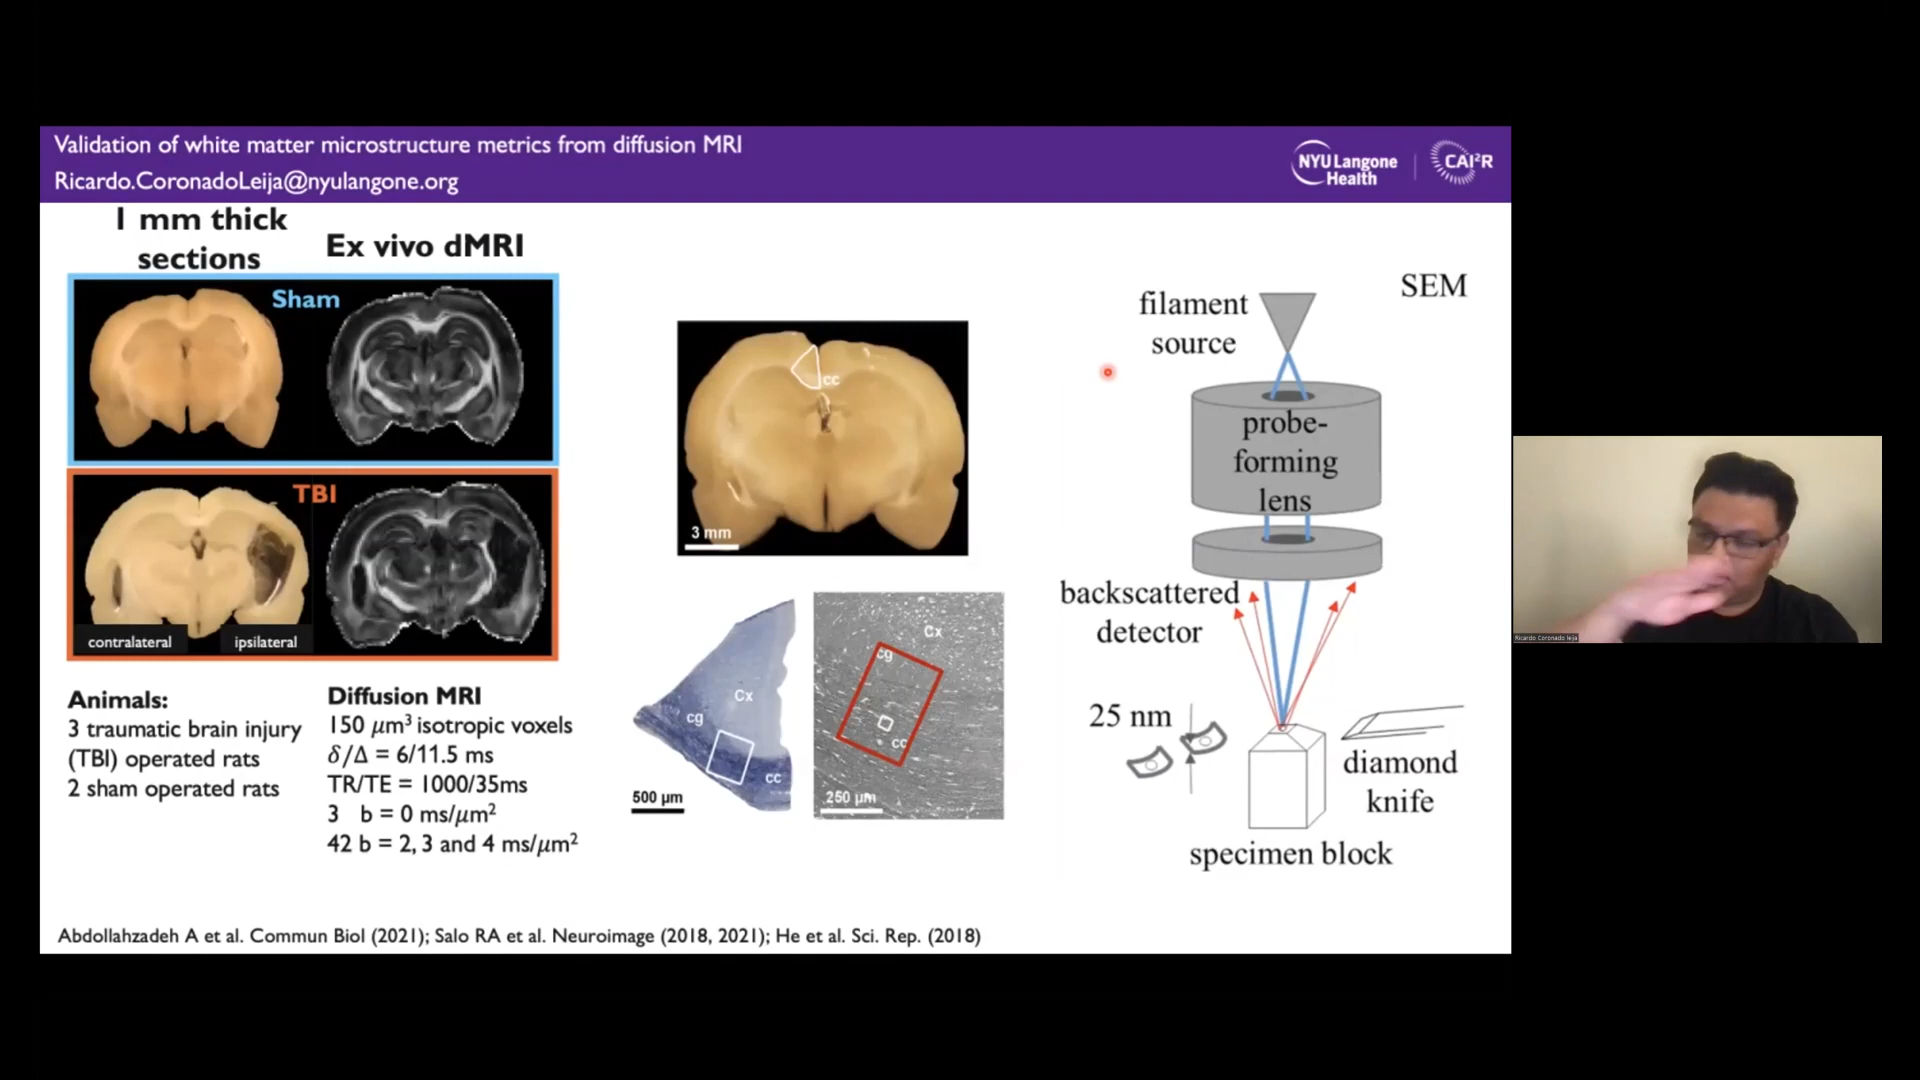 Validation of white matter microstructure metrics from diffusion MRI
Ricardo.CoronadoLeija@nyulangone.org
NYU Langone
Health
CAI²R
1 mm thick
sections
Ex vivo dMRI
Sham
TBI
contralateral
ipsilateral
Animals:
3 traumatic brain injury
(TBI) operated rats
2 sham operated rats
Diffusion MRI
150 μm³ isotropic voxels
δ/Δ = 6/11.5 ms
TR/TE = 1000/35ms
3 b = 0 ms/μm²
42 b = 2, 3 and 4 ms/μm²
cc
3 mm
Cx
cg
cc
500 μm
Cx
cg
cc
250 μm
SEM
filament
source
probe-
forming
lens
backscattered
detector
25 nm
diamond
knife
specimen block
Abdollahzadeh A et al. Commun Biol (2021); Salo RA et al. Neuroimage (2018, 2021); He et al. Sci. Rep. (2018)
Ricardo Coronado leija